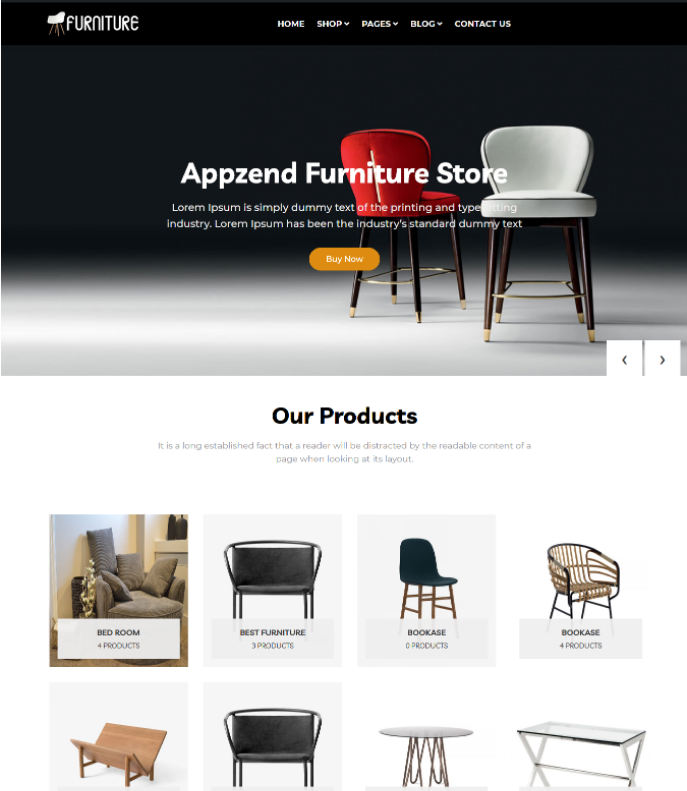 FURNITURE
HOME SHOP PAGES BLOG CONTACT US
Appzend Furniture Store
Lorem Ipsum is simply dummy text of the printing and typesetting
industry. Lorem Ipsum has been the industry's standard dummy text
Buy Now
Our Products
It is a long established fact that a reader will be distracted by the readable content of a
page when looking at its layout.
BED ROOM
4 PRODUCTS
BEST FURNITURE
3 PRODUCTS
BOOKASE
0 PRODUCTS
BOOKASE
4 PRODUCTS